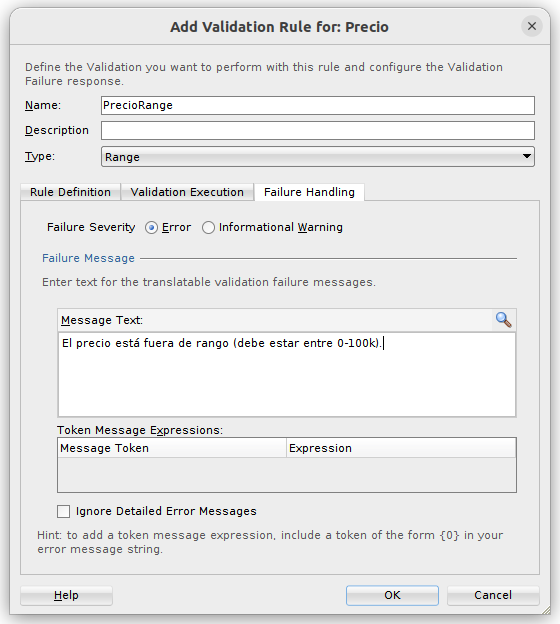 Add Validation Rule for: Precio
Define the Validation you want to perform with this rule and configure the Validation
Failure response.
Name: PrecioRange
Description
Type: Range
Rule Definition Validation Execution Failure Handling
Failure Severity Error Informational Warning
Failure Message
Enter text for the translatable validation failure messages.
Message Text:
El precio está fuera de rango (debe estar entre 0-100k).
Token Message Expressions:
Message Token Expression
Ignore Detailed Error Messages
Hint: to add a token message expression, include a token of the form {0} in your
error message string.
Help OK Cancel